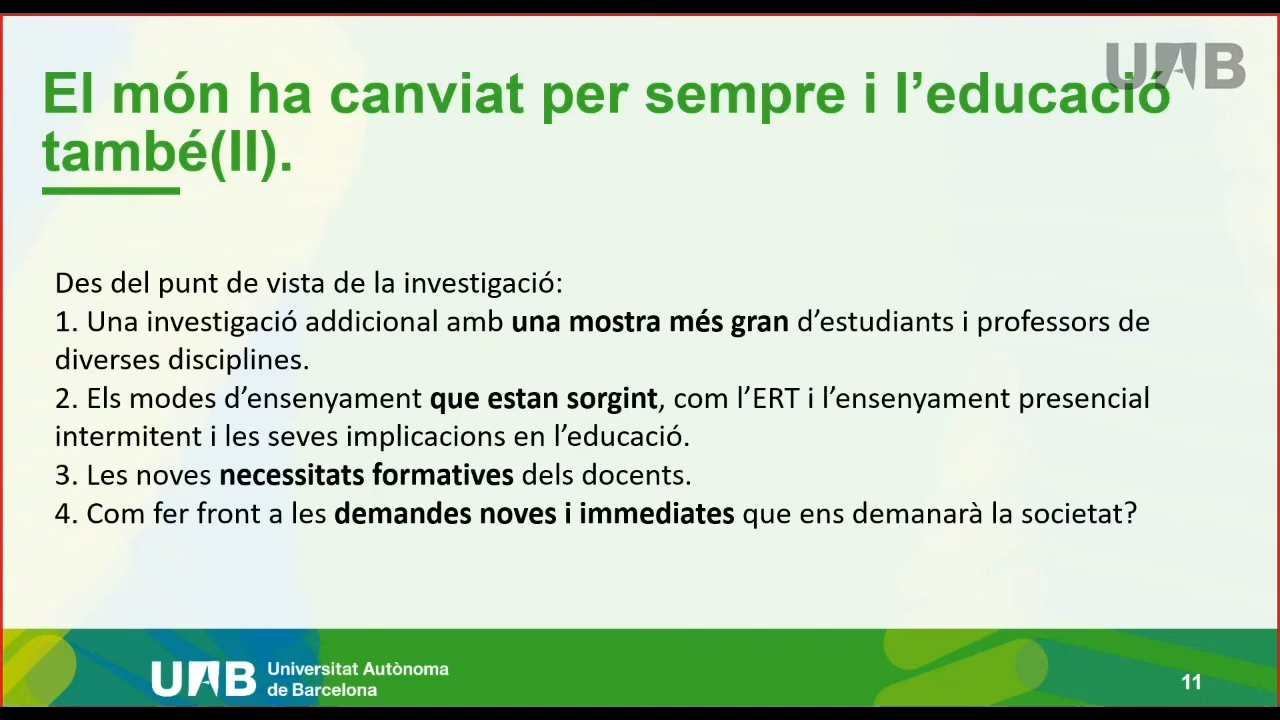 UAB
El món ha canviat per sempre i l’educació
també(II).
Des del punt de vista de la investigació:
1. Una investigació addicional amb una mostra més gran d’estudiants i professors de
diverses disciplines.
2. Els modes d’ensenyament que estan sorgint, com l’ERT i l’ensenyament presencial
intermitent i les seves implicacions en l’educació.
3. Les noves necessitats formatives dels docents.
4. Com fer front a les demandes noves i immediates que ens demanarà la societat?
UAB Universitat Autònoma
de Barcelona
11